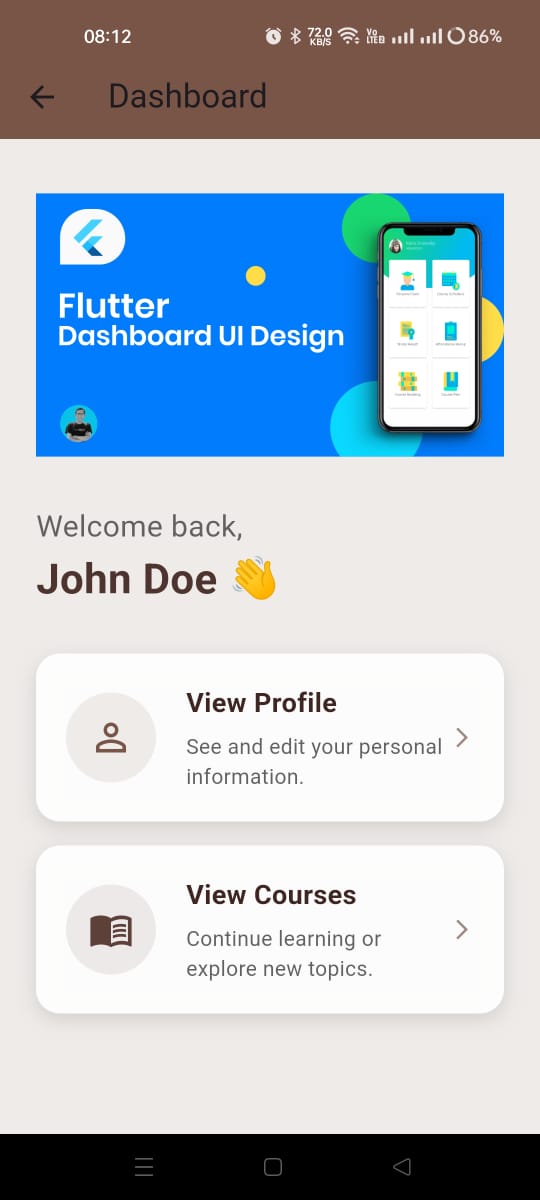 08:12
72.0
KB/S
Vo
LTE2
86%
Dashboard
Flutter
Dashboard UI Design
Welcome back,
John Doe 👋
View Profile
See and edit your personal
information.
View Courses
Continue learning or
explore new topics.